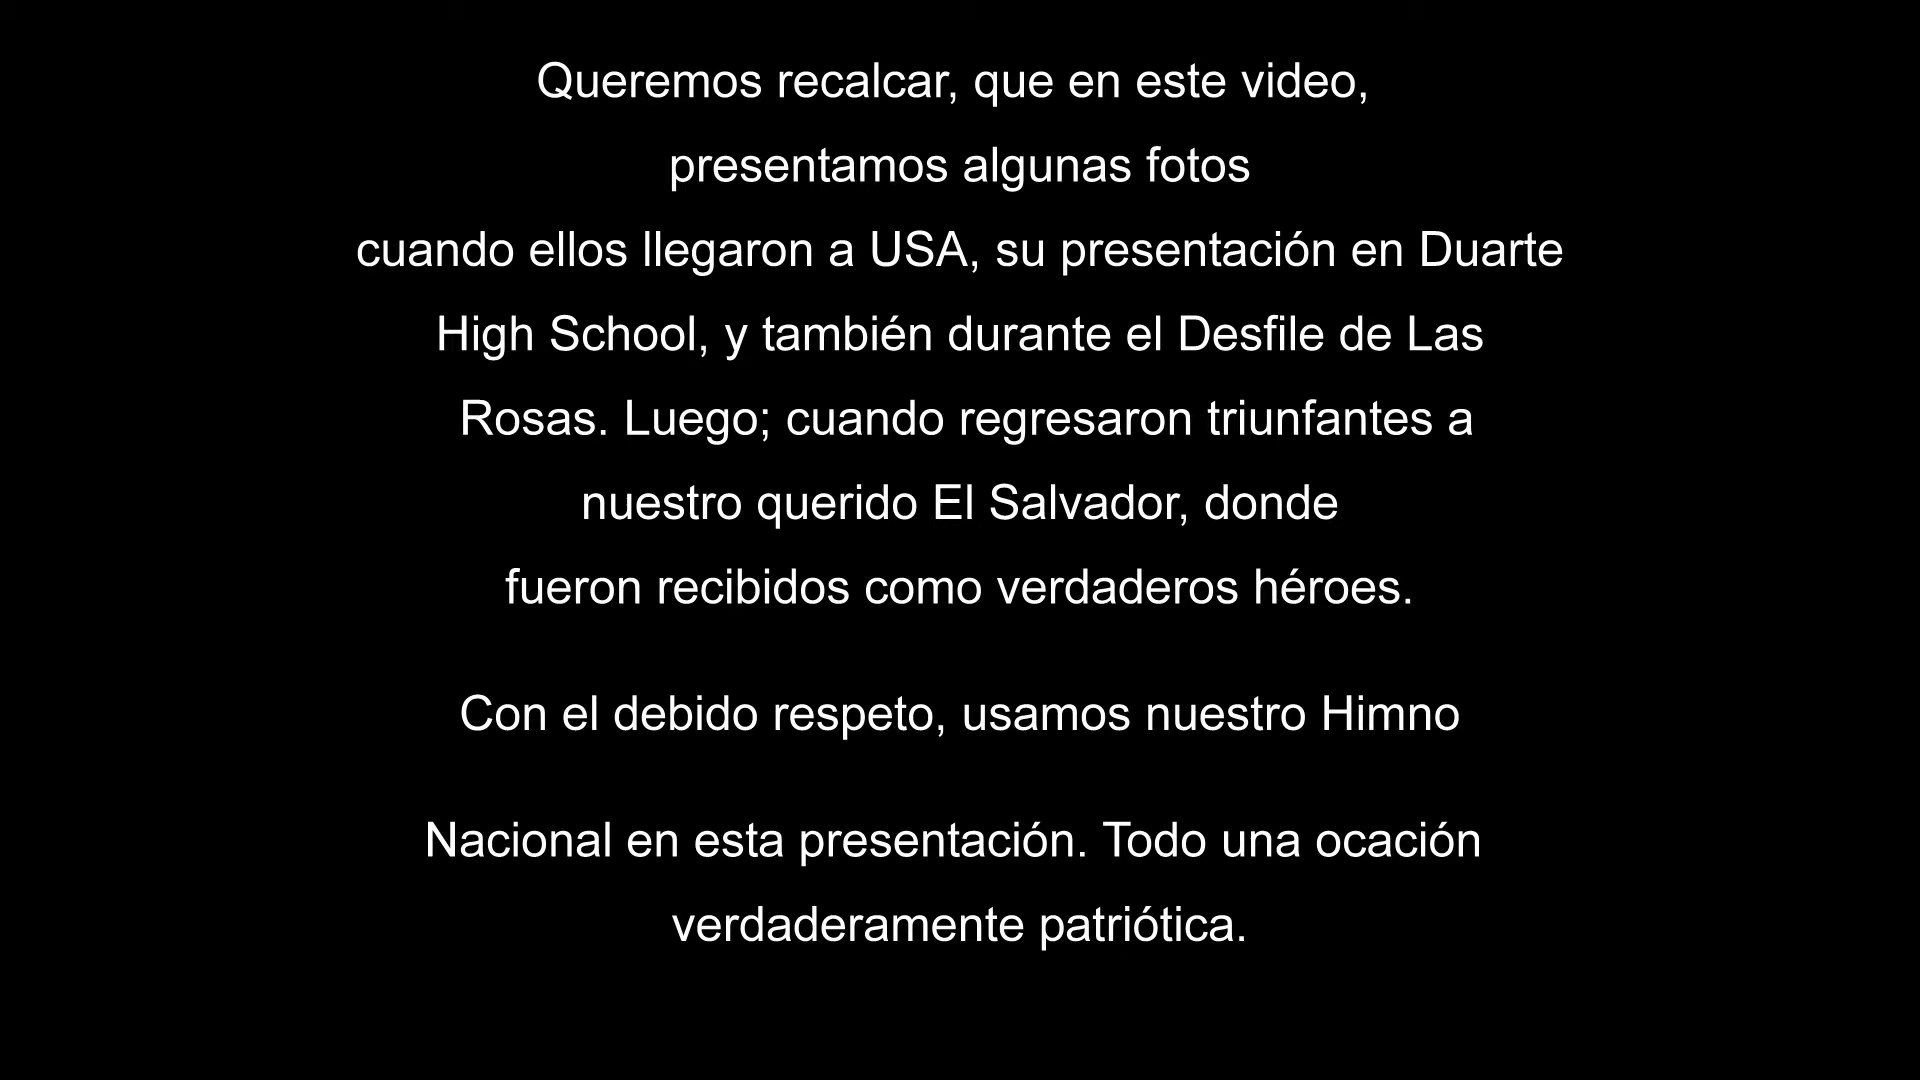 Queremos recalcar, que en este video,
presentamos algunas fotos
cuando ellos llegaron a USA, su presentación en Duarte
High School, y también durante el Desfile de Las
Rosas. Luego; cuando regresaron triunfantes a
nuestro querido El Salvador, donde
fueron recibidos como verdaderos héroes.
Con el debido respeto, usamos nuestro Himno
Nacional en esta presentación. Todo una ocación
verdaderamente patriótica.